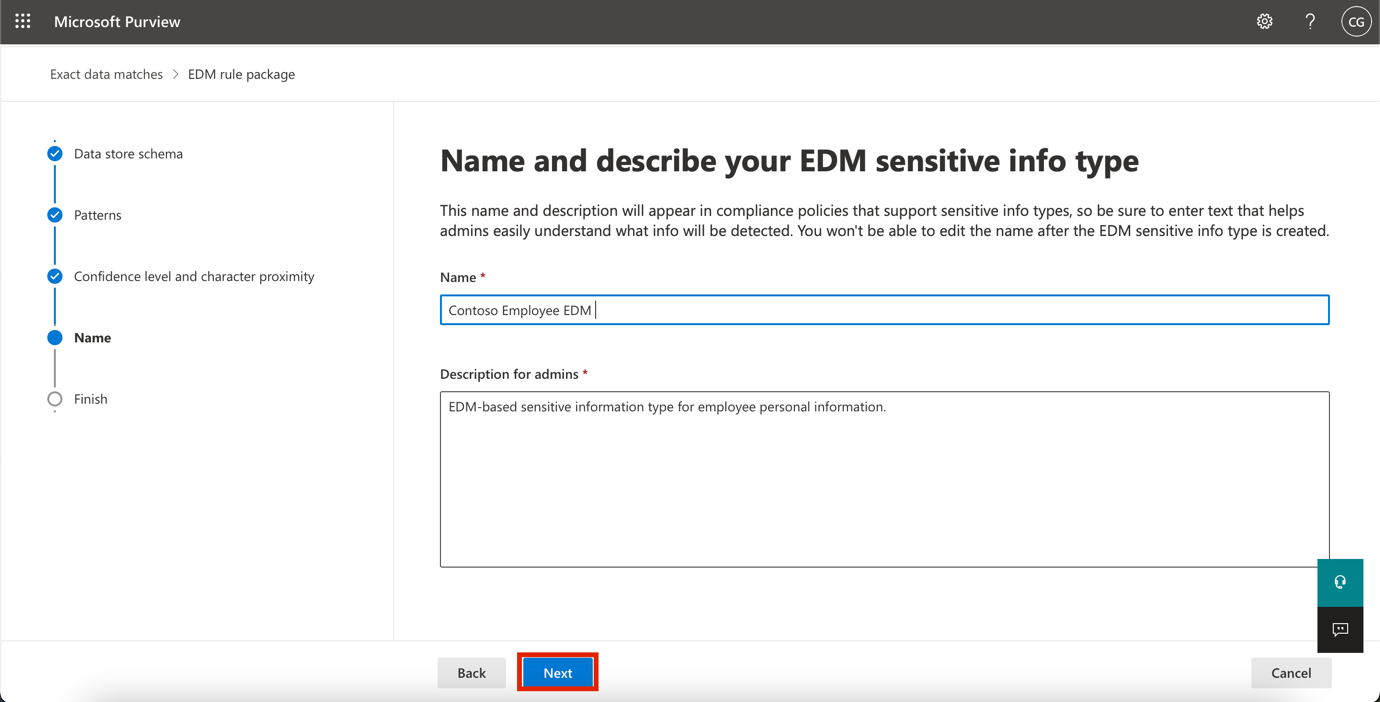 Microsoft Purview
?
CG
Exact data matches > EDM rule package
Data store schema
Patterns
Confidence level and character proximity
Name
Finish
Name and describe your EDM sensitive info type
This name and description will appear in compliance policies that support sensitive info types, so be sure to enter text that helps
admins easily understand what info will be detected. You won't be able to edit the name after the EDM sensitive info type is created.
Name *
Contoso Employee EDM
Description for admins *
EDM-based sensitive information type for employee personal information.
Back
Next
Cancel